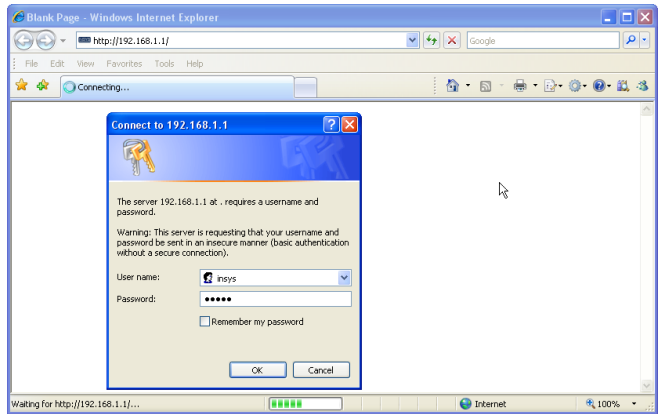 Blank Page - Windows Internet Explorer
http://192.168.1.1/
Google
File Edit View Favorites Tools Help
Connecting...
Connect to 192.168.1.1
The server 192.168.1.1 at . requires a username and
password.
Warning: This server is requesting that your username and
password be sent in an insecure manner (basic authentication
without a secure connection).
User name:
insys
Password:
•••••
Remember my password
OK
Cancel
Waiting for http://192.168.1.1/...
Internet
100%